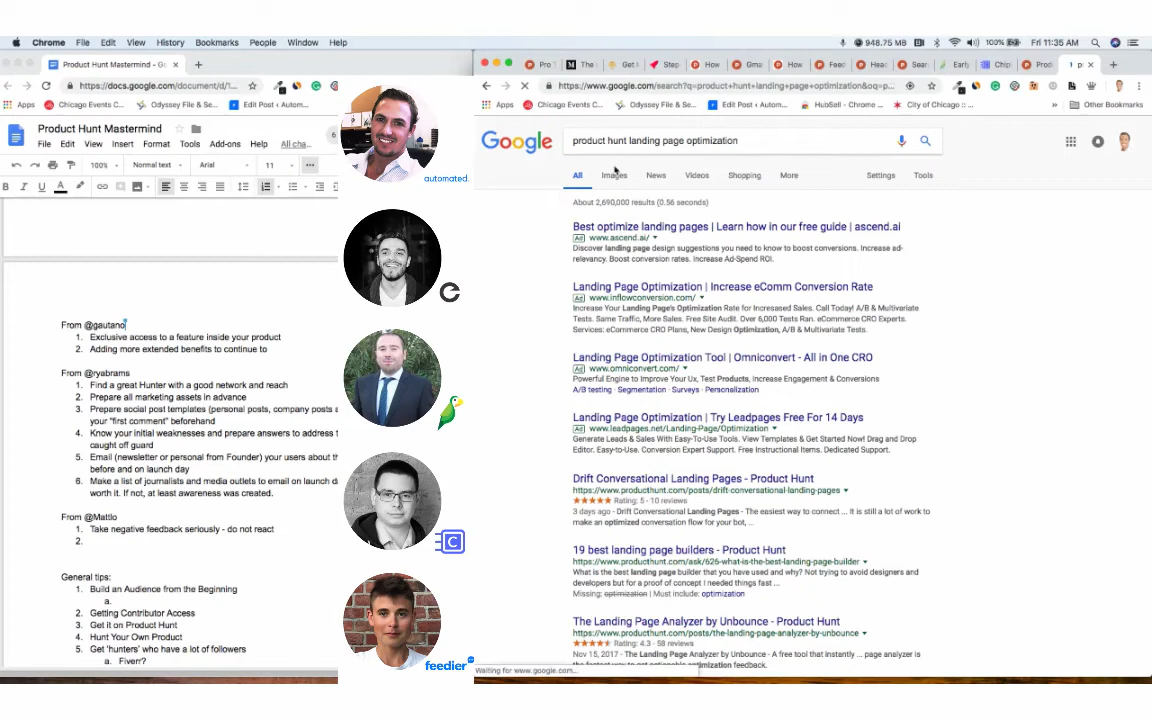 Chrome File Edit View History Bookmarks People Window Help
948.75 MB 100% Fri 11:35 AM
Product Hunt Mastermind - Go
Pro T The Get M Step How Gma How Feed Head Prod Sear Early Chip Prod 1 p
https://docs.google.com/document/d/1
https://www.google.com/search?q=product+hunt+landing+page+optimization&oq=p...
Apps Chicago Events C... Odyssey File & Se... Edit Post ‹ Autom...
Apps Chicago Events C... Odyssey File & Se... Edit Post ‹ Autom... HubSell - Chrome ... City of Chicago :: ... » Other Bookmarks
Product Hunt Mastermind
File Edit View Insert Format Tools Add-ons Help All cha...
100% Normal text Arial 11
B I U A
From @gautano
1. Exclusive access to a feature inside your product
2. Adding more extended benefits to continue to
From @ryabrams
1. Find a great Hunter with a good network and reach
2. Prepare all marketing assets in advance
3. Prepare social post templates (personal posts, company posts a
your "first comment" beforehand
4. Know your initial weaknesses and prepare answers to address t
caught off guard
5. Email (newsletter or personal from Founder) your users about th
before and on launch day
6. Make a list of journalists and media outlets to email on launch da
worth it. If not, at least awareness was created.
From @Mattlo
1. Take negative feedback seriously - do not react
2.
General tips:
1. Build an Audience from the Beginning
a.
2. Getting Contributor Access
3. Get it on Product Hunt
4. Hunt Your Own Product
5. Get 'hunters' who have a lot of followers
a. Fiverr?
automated.
C
feedier
Google
product hunt landing page optimization
All Images News Videos Shopping More Settings Tools
About 2,690,000 results (0.56 seconds)
Best optimize landing pages | Learn how in our free guide | ascend.ai
Ad www.ascend.ai/
Discover landing page design suggestions you need to know to boost conversions. Increase ad-
relevancy. Boost conversion rates. Increase Ad-Spend ROI.
Landing Page Optimization | Increase eComm Conversion Rate
Ad www.inflowconversion.com/
Increase Your Landing Page's Optimization Rate for Increased Sales. Call Today! A/B & Multivariate
Tests. Same Traffic, More Sales. Free Site Audit. Over 6,000 Tests Ran. eCommerce CRO Experts.
Services: eCommerce CRO Plans, New Design Optimization, A/B & Multivariate Tests.
Landing Page Optimization Tool | Omniconvert - All in One CRO
Ad www.omniconvert.com/
Powerful Engine to Improve Your Ux, Test Products, Increase Engagement & Conversions
A/B testing · Segmentation · Surveys · Personalization
Landing Page Optimization | Try Leadpages Free For 14 Days
Ad www.leadpages.net/Landing-Page/Optimization
Generate Leads & Sales With Easy-To-Use Tools. View Templates & Get Started Now! Drag and Drop
Editor. Easy-to-Use. Conversion Expert Support. Free Instructional Items. Dedicated Support.
Drift Conversational Landing Pages - Product Hunt
https://www.producthunt.com/posts/drift-conversational-landing-pages
Rating: 5 - 10 reviews
3 days ago - Drift Conversational Landing Pages - The easiest way to connect ... It is still a lot of work to
make an optimized conversation flow for your bot, ...
19 best landing page builders - Product Hunt
https://www.producthunt.com/ask/625-what-is-the-best-landing-page-builder
What is the best landing page builder that you have used and why? Not trying to avoid designers and
developers but for a proof of concept I needed things fast ...
Missing: optimization | Must include: optimization
The Landing Page Analyzer by Unbounce - Product Hunt
https://www.producthunt.com/posts/the-landing-page-analyzer-by-unbounce
Rating: 4.3 - 58 reviews
Nov 15, 2017 - The Landing Page Analyzer by Unbounce - A free tool that instantly ... page analyzer is
the fastest way to get actionable optimization feedback.
Waiting for www.google.com...